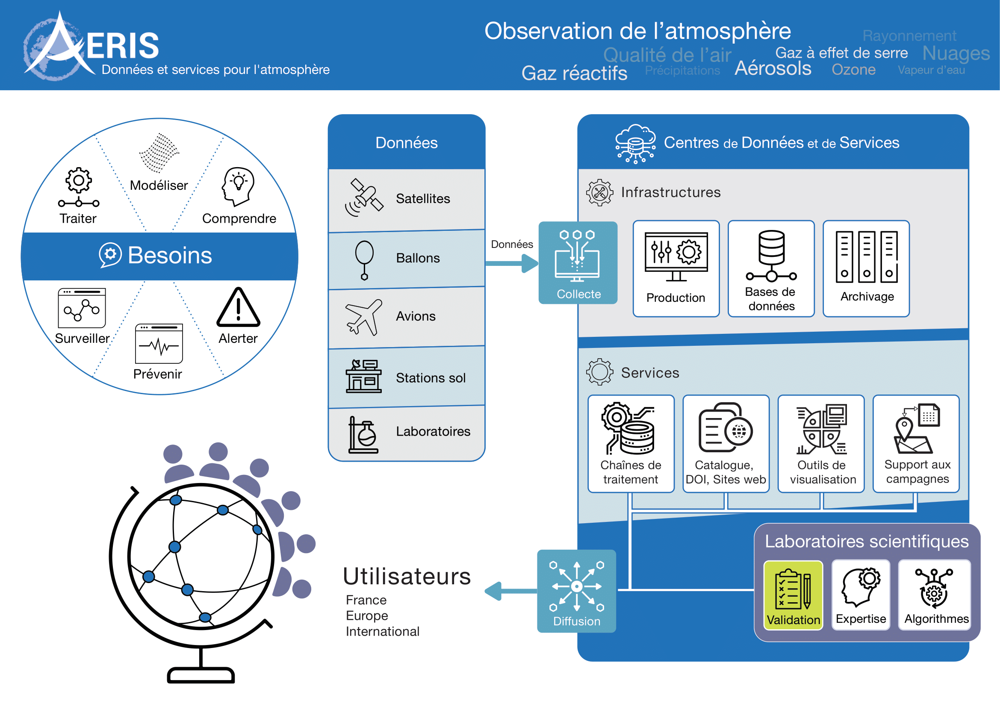 AERIS
Données et services pour l'atmosphère
Observation de l’atmosphère
Rayonnement
Qualité de l’air
Gaz à effet de serre
Nuages
Gaz réactifs
Précipitations
Aérosols
Ozone
Vapeur d’eau
Modéliser
Traiter
Comprendre
Besoins
Surveiller
Alerter
Prévenir
Données
Satellites
Ballons
Avions
Stations sol
Laboratoires
Données
Collecte
Centres de Données et de Services
Infrastructures
Production
Bases de
données
Archivage
Services
Chaînes de
traitement
Catalogue,
DOI, Sites web
Outils de
visualisation
Support aux
campagnes
Laboratoires scientifiques
Validation
Expertise
Algorithmes
Diffusion
Utilisateurs
France
Europe
International